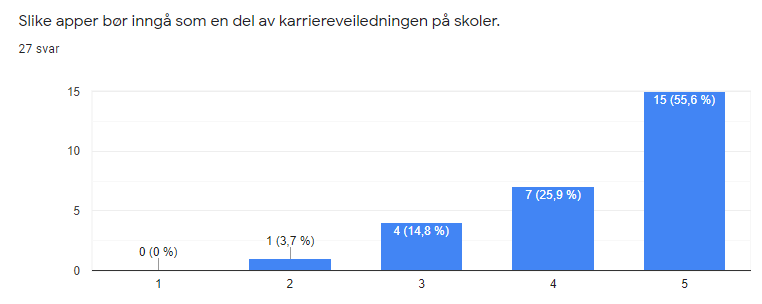 Slike apper bør inngå som en del av karriereveiledningen på skoler.
27 svar
15
10
5
0
0 (0 %)
1 (3,7 %)
4 (14,8 %)
7 (25,9 %)
15 (55,6 %)
1 2 3 4 5